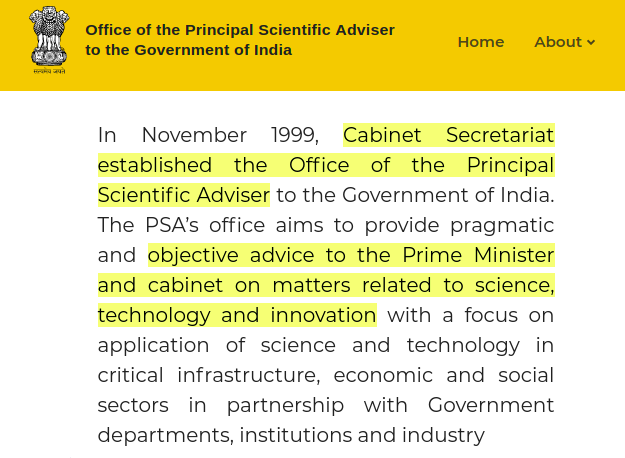 सत्यमेव जयते
Office of the Principal Scientific Adviser
to the Government of India
Home
About
In November 1999, Cabinet Secretariat
established the Office of the Principal
Scientific Adviser to the Government of India.
The PSA’s office aims to provide pragmatic
and objective advice to the Prime Minister
and cabinet on matters related to science,
technology and innovation with a focus on
application of science and technology in
critical infrastructure, economic and social
sectors in partnership with Government
departments, institutions and industry